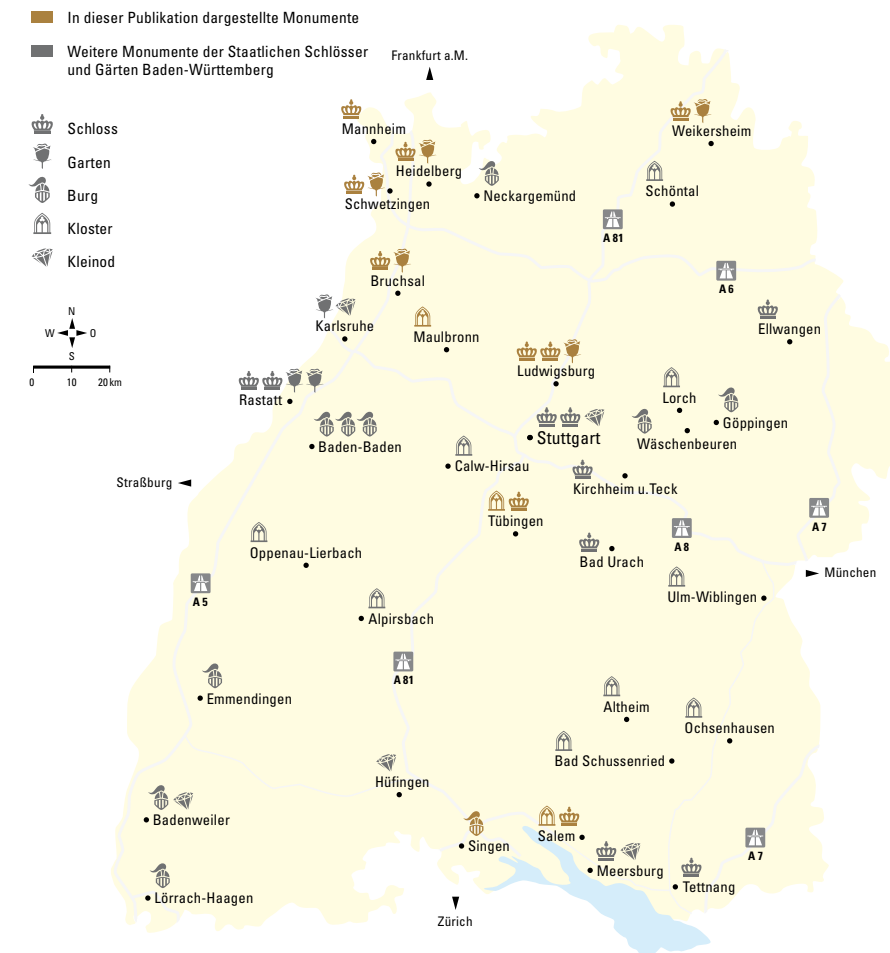 In dieser Publikation dargestellte Monumente
Weitere Monumente der Staatlichen Schlösser
und Gärten Baden-Württemberg
Frankfurt a.M.
Schloss
Garten
Burg
Kloster
Kleinod
N
W
O
S
0
10
20 km
Mannheim
Weikersheim
Heidelberg
Neckargemünd
Schöntal
Schwetzingen
A 81
Bruchsal
A 6
Karlsruhe
Ellwangen
Maulbronn
Ludwigsburg
Rastatt
Lorch
Göppingen
Stuttgart
Wäschenbeuren
Baden-Baden
Calw-Hirsau
Straßburg
Kirchheim u.Teck
Tübingen
A 7
A 8
Oppenau-Lierbach
Bad Urach
München
A 5
Ulm-Wiblingen
Alpirsbach
A 81
Emmendingen
Altheim
Ochsenhausen
Bad Schussenried
Hüfingen
Badenweiler
Salem
Singen
A 7
Meersburg
Tettnang
Lörrach-Haagen
Zürich